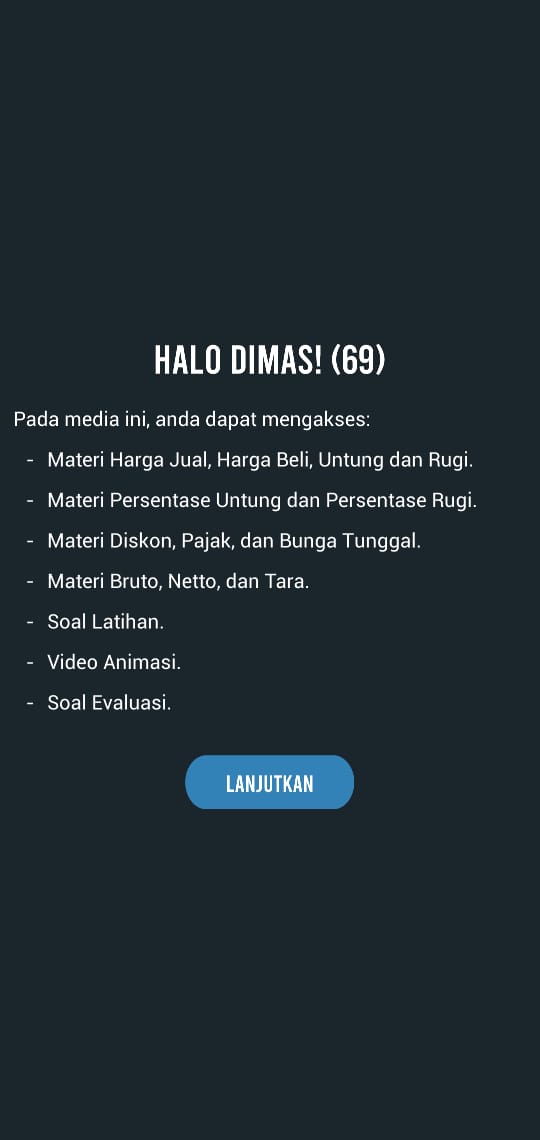 HALO DIMAS! (69)
Pada media ini, anda dapat mengakses:
- Materi Harga Jual, Harga Beli, Untung dan Rugi.
- Materi Persentase Untung dan Persentase Rugi.
- Materi Diskon, Pajak, dan Bunga Tunggal.
- Materi Bruto, Netto, dan Tara.
- Soal Latihan.
- Video Animasi.
- Soal Evaluasi.
LANJUTKAN